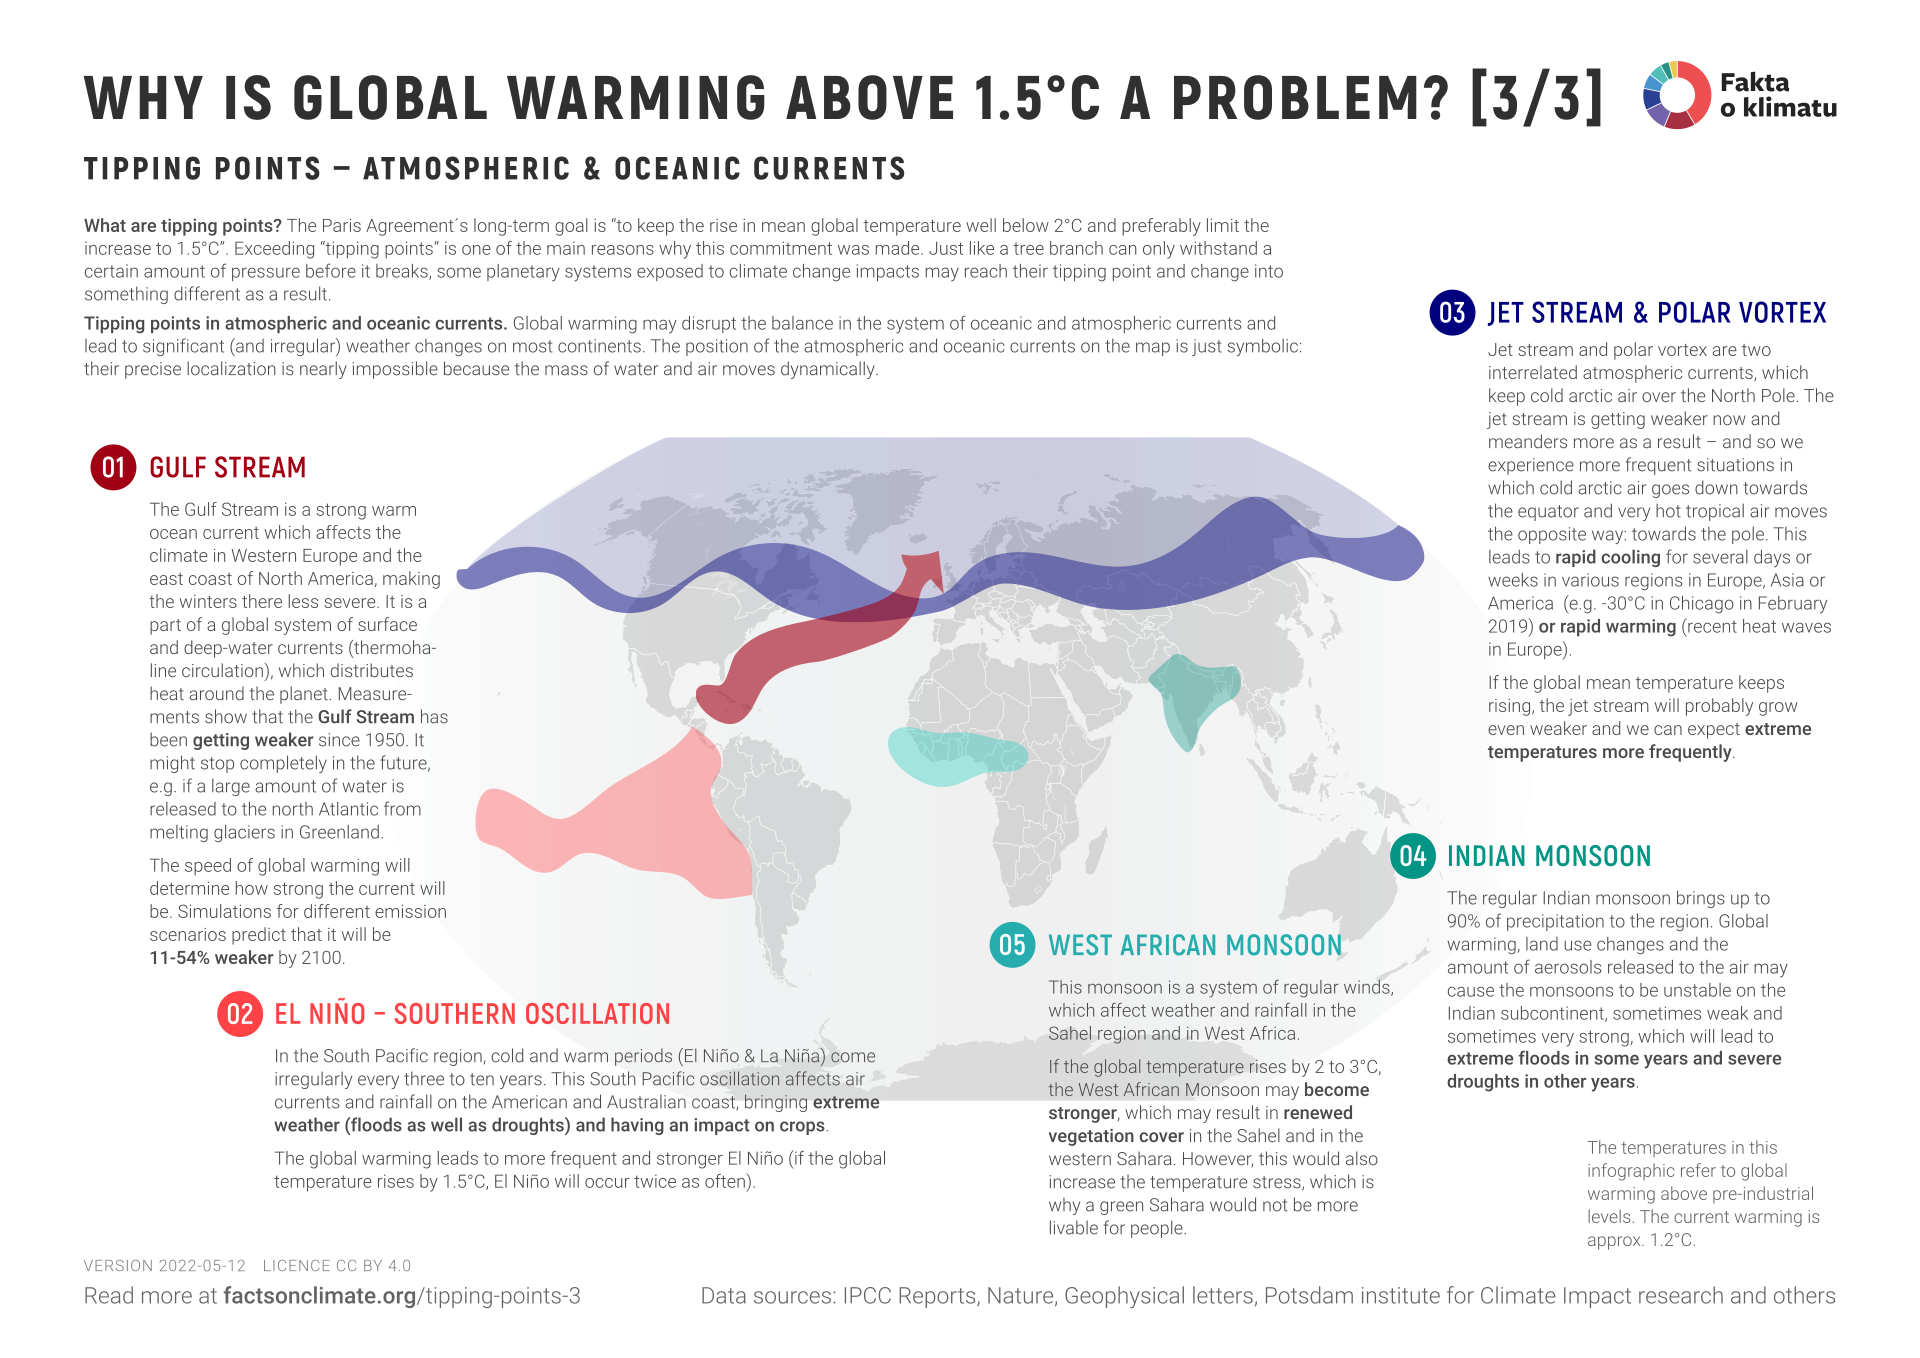 WHY IS GLOBAL WARMING ABOVE 1.5°C A PROBLEM? [3/3]
Fakta
o klimatu
TIPPING POINTS – ATMOSPHERIC & OCEANIC CURRENTS
What are tipping points? The Paris Agreement´s long-term goal is “to keep the rise in mean global temperature well below 2°C and preferably limit the
increase to 1.5°C”. Exceeding “tipping points” is one of the main reasons why this commitment was made. Just like a tree branch can only withstand a
certain amount of pressure before it breaks, some planetary systems exposed to climate change impacts may reach their tipping point and change into
something different as a result.
Tipping points in atmospheric and oceanic currents. Global warming may disrupt the balance in the system of oceanic and atmospheric currents and
lead to significant (and irregular) weather changes on most continents. The position of the atmospheric and oceanic currents on the map is just symbolic:
their precise localization is nearly impossible because the mass of water and air moves dynamically.
01 GULF STREAM
The Gulf Stream is a strong warm
ocean current which affects the
climate in Western Europe and the
east coast of North America, making
the winters there less severe. It is a
part of a global system of surface
and deep-water currents (thermoha-
line circulation), which distributes
heat around the planet. Measure-
ments show that the Gulf Stream has
been getting weaker since 1950. It
might stop completely in the future,
e.g. if a large amount of water is
released to the north Atlantic from
melting glaciers in Greenland.
The speed of global warming will
determine how strong the current will
be. Simulations for different emission
scenarios predict that it will be
11-54% weaker by 2100.
02 EL NIÑO – SOUTHERN OSCILLATION
In the South Pacific region, cold and warm periods (El Niño & La Niña) come
irregularly every three to ten years. This South Pacific oscillation affects air
currents and rainfall on the American and Australian coast, bringing extreme
weather (floods as well as droughts) and having an impact on crops.
The global warming leads to more frequent and stronger El Niño (if the global
temperature rises by 1.5°C, El Niño will occur twice as often).
03 JET STREAM & POLAR VORTEX
Jet stream and polar vortex are two
interrelated atmospheric currents, which
keep cold arctic air over the North Pole. The
jet stream is getting weaker now and
meanders more as a result – and so we
experience more frequent situations in
which cold arctic air goes down towards
the equator and very hot tropical air moves
the opposite way: towards the pole. This
leads to rapid cooling for several days or
weeks in various regions in Europe, Asia or
America (e.g. -30°C in Chicago in February
2019) or rapid warming (recent heat waves
in Europe).
If the global mean temperature keeps
rising, the jet stream will probably grow
even weaker and we can expect extreme
temperatures more frequently.
04 INDIAN MONSOON
The regular Indian monsoon brings up to
90% of precipitation to the region. Global
warming, land use changes and the
amount of aerosols released to the air may
cause the monsoons to be unstable on the
Indian subcontinent, sometimes weak and
sometimes very strong, which will lead to
extreme floods in some years and severe
droughts in other years.
05 WEST AFRICAN MONSOON
This monsoon is a system of regular winds,
which affect weather and rainfall in the
Sahel region and in West Africa.
If the global temperature rises by 2 to 3°C,
the West African Monsoon may become
stronger, which may result in renewed
vegetation cover in the Sahel and in the
western Sahara. However, this would also
increase the temperature stress, which is
why a green Sahara would not be more
livable for people.
The temperatures in this
infographic refer to global
warming above pre-industrial
levels. The current warming is
approx. 1.2°C.
VERSION 2022-05-12 LICENCE CC BY 4.0
Read more at factsonclimate.org/tipping-points-3
Data sources: IPCC Reports, Nature, Geophysical letters, Potsdam institute for Climate Impact research and others